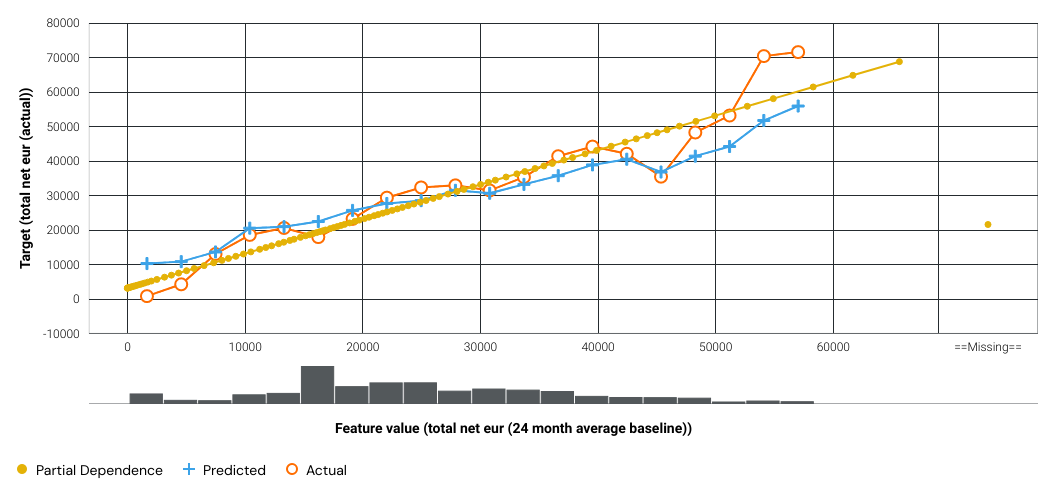 80000
70000
60000
50000
40000
30000
20000
10000
0
-10000
Target (total net eur (actual))
0 10000 20000 30000 40000 50000 60000 ==Missing==
Feature value (total net eur (24 month average baseline))
Partial Dependence Predicted Actual